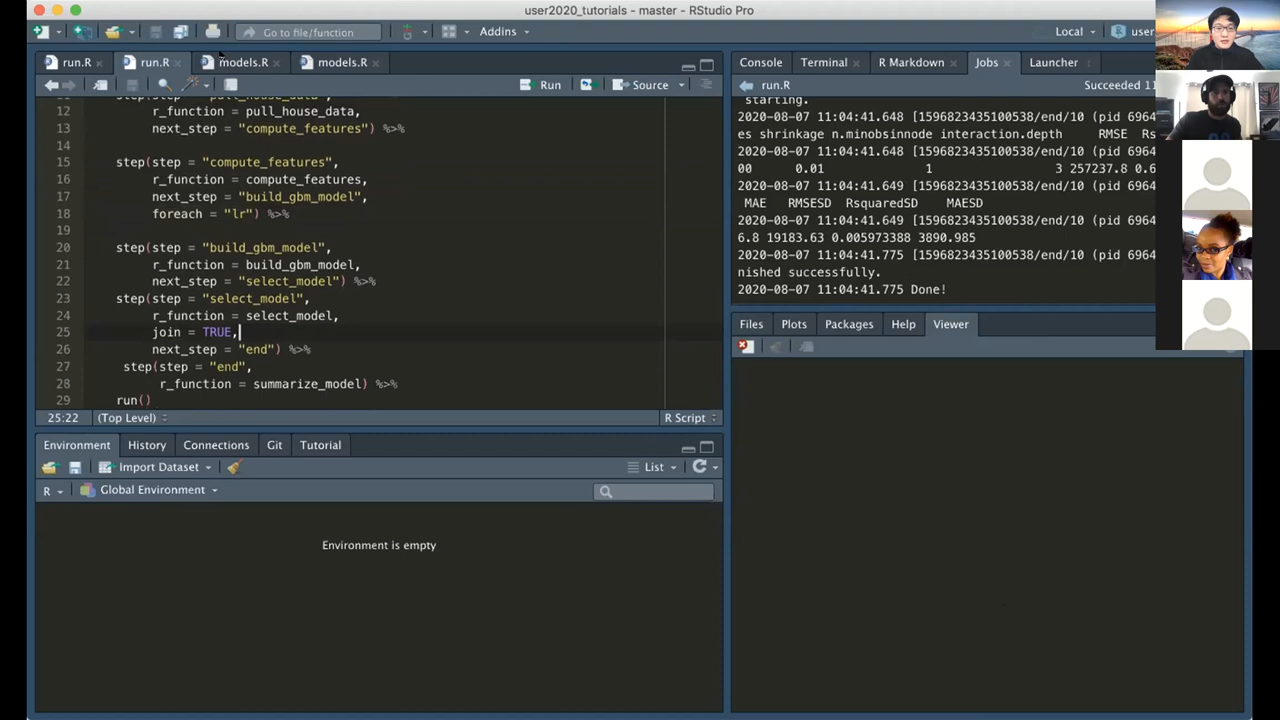 user2020_tutorials - master - RStudio Pro
Go to file/function
Addins
Local
user
run.R
run.R
models.R
models.R
Run
Source
12 r_function = pull_house_data,
13 next_step = "compute_features") %>%
14
15 step(step = "compute_features",
16 r_function = compute_features,
17 next_step = "build_gbm_model",
18 foreach = "lr") %>%
19
20 step(step = "build_gbm_model",
21 r_function = build_gbm_model,
22 next_step = "select_model") %>%
23 step(step = "select_model",
24 r_function = select_model,
25 join = TRUE,
26 next_step = "end") %>%
27 step(step = "end",
28 r_function = summarize_model) %>%
29 run()
25:22 (Top Level) R Script
Environment History Connections Git Tutorial
Import Dataset List
R Global Environment
Environment is empty
Console Terminal R Markdown Jobs Launcher
run.R Succeeded 11
starting.
2020-08-07 11:04:41.648 [1596823435100538/end/10 (pid 6964
es shrinkage n.minobsinnode interaction.depth RMSE Rs
2020-08-07 11:04:41.648 [1596823435100538/end/10 (pid 6964
00 0.01 1 3 257237.8 0.6
2020-08-07 11:04:41.649 [1596823435100538/end/10 (pid 6964
MAE RMSESD RsquaredSD MAESD
2020-08-07 11:04:41.649 [1596823435100538/end/10 (pid 6964
6.8 19183.63 0.005973388 3890.985
2020-08-07 11:04:41.775 [1596823435100538/end/10 (pid 6964
nished successfully.
2020-08-07 11:04:41.775 Done!
Files Plots Packages Help Viewer